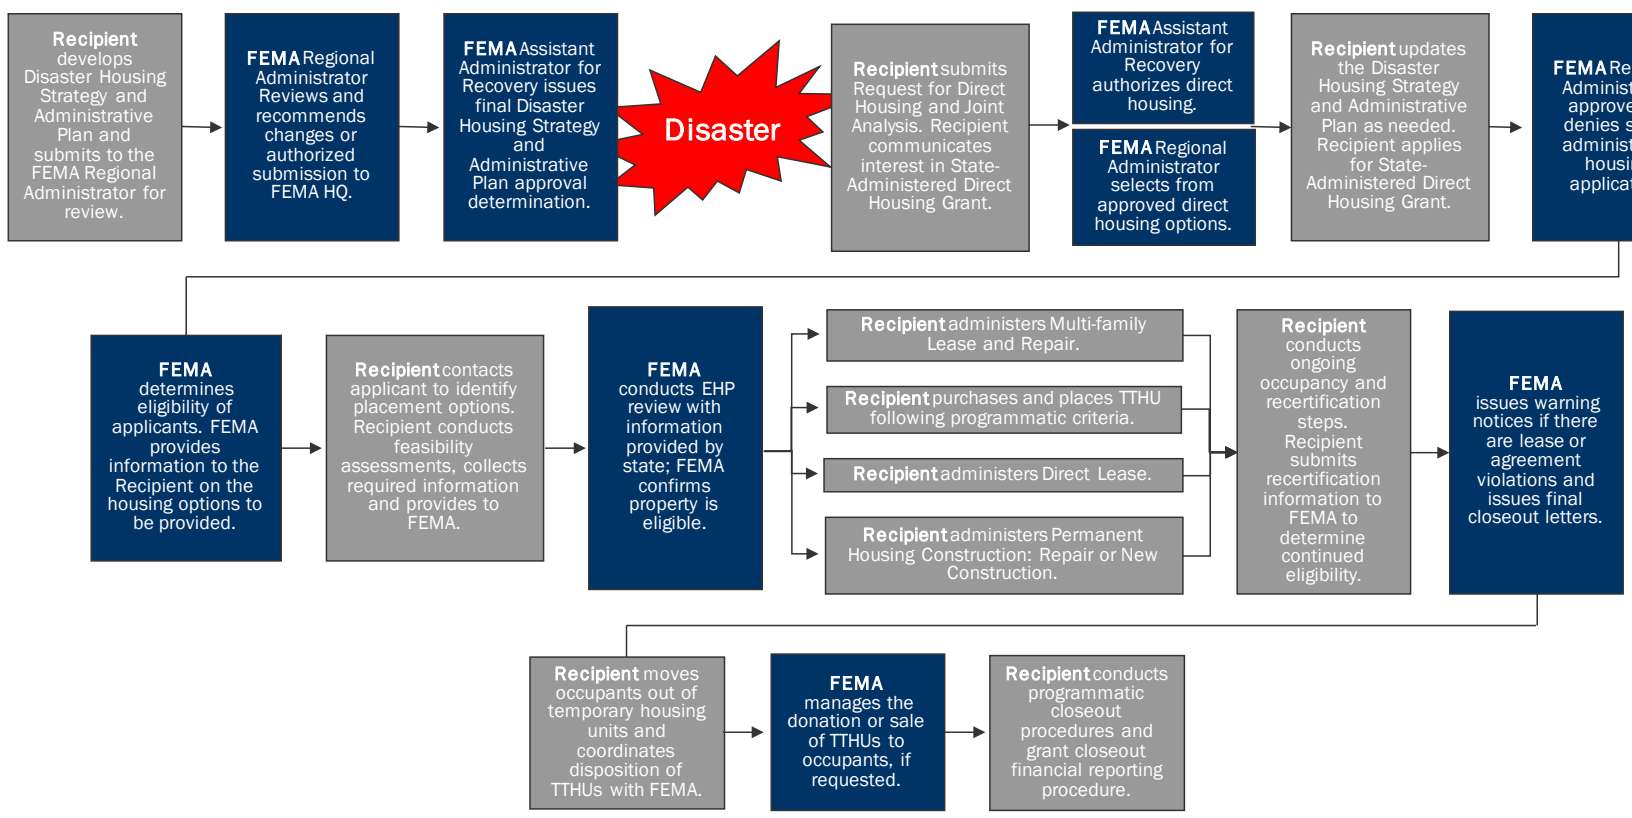 Recipient
develops
Disaster Housing
Strategy and
Administrative
Plan and
submits to the
FEMA Regional
Administrator for
review.
FEMA Regional
Administrator
Reviews and
recommends
changes or
authorized
submission to
FEMA HQ.
FEMA Assistant
Administrator for
Recovery issues
final Disaster
Housing Strategy
and
Administrative
Plan approval
determination.
Disaster
Recipient submits
Request for Direct
Housing and Joint
Analysis. Recipient
communicates
interest in State-
Administered Direct
Housing Grant.
FEMA Assistant
Administrator for
Recovery
authorizes direct
housing.
FEMA Regional
Administrator
selects from
approved direct
housing options.
Recipient updates
the Disaster
Housing Strategy
and Administrative
Plan as needed.
Recipient applies
for State-
Administered Direct
Housing Grant.
FEMA Re
Administ
approve
denies s
administ
housin
applicat
FEMA
determines
eligibility of
applicants. FEMA
provides
information to the
Recipient on the
housing options to
be provided.
Recipient contacts
applicant to identify
placement options.
Recipient conducts
feasibility
assessments, collects
required information
and provides to
FEMA.
FEMA
conducts EHP
review with
information
provided by
state; FEMA
confirms
property is
eligible.
Recipient administers Multi-family
Lease and Repair.
Recipient purchases and places TTHU
following programmatic criteria.
Recipient administers Direct Lease.
Recipient administers Permanent
Housing Construction: Repair or New
Construction.
Recipient
conducts
ongoing
occupancy and
recertification
steps.
Recipient
submits
recertification
information to
FEMA to
determine
continued
eligibility.
FEMA
issues warning
notices if there
are lease or
agreement
violations and
issues final
closeout letters.
Recipient moves
occupants out of
temporary housing
units and
coordinates
disposition of
TTHUs with FEMA.
FEMA
manages the
donation or sale
of TTHUs to
occupants, if
requested.
Recipient conducts
programmatic
closeout
procedures and
grant closeout
financial reporting
procedure.